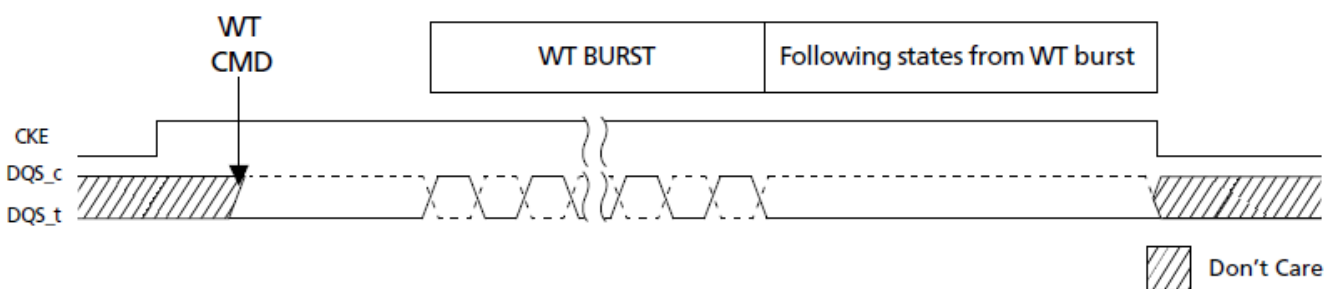 WT
CMD
WT BURST
Following states from WT burst
CKE
DQS_c
DQS_t
Don't Care